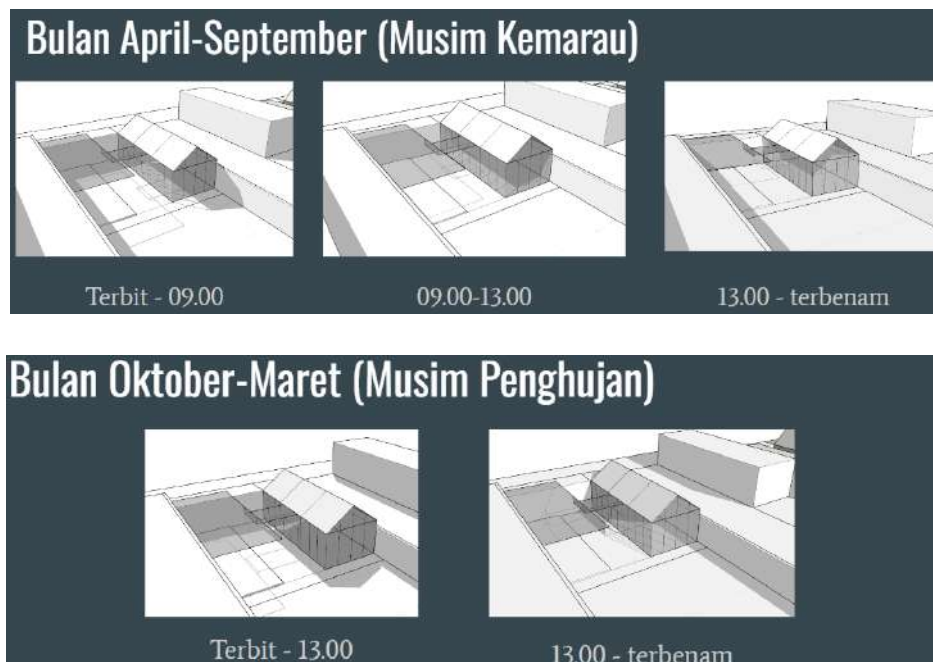 Bulan April-September (Musim Kemarau)
Terbit - 09.00
09.00-13.00
13.00 - terbenam
Bulan Oktober-Maret (Musim Penghujan)
Terbit - 13.00
13.00 - terbenam